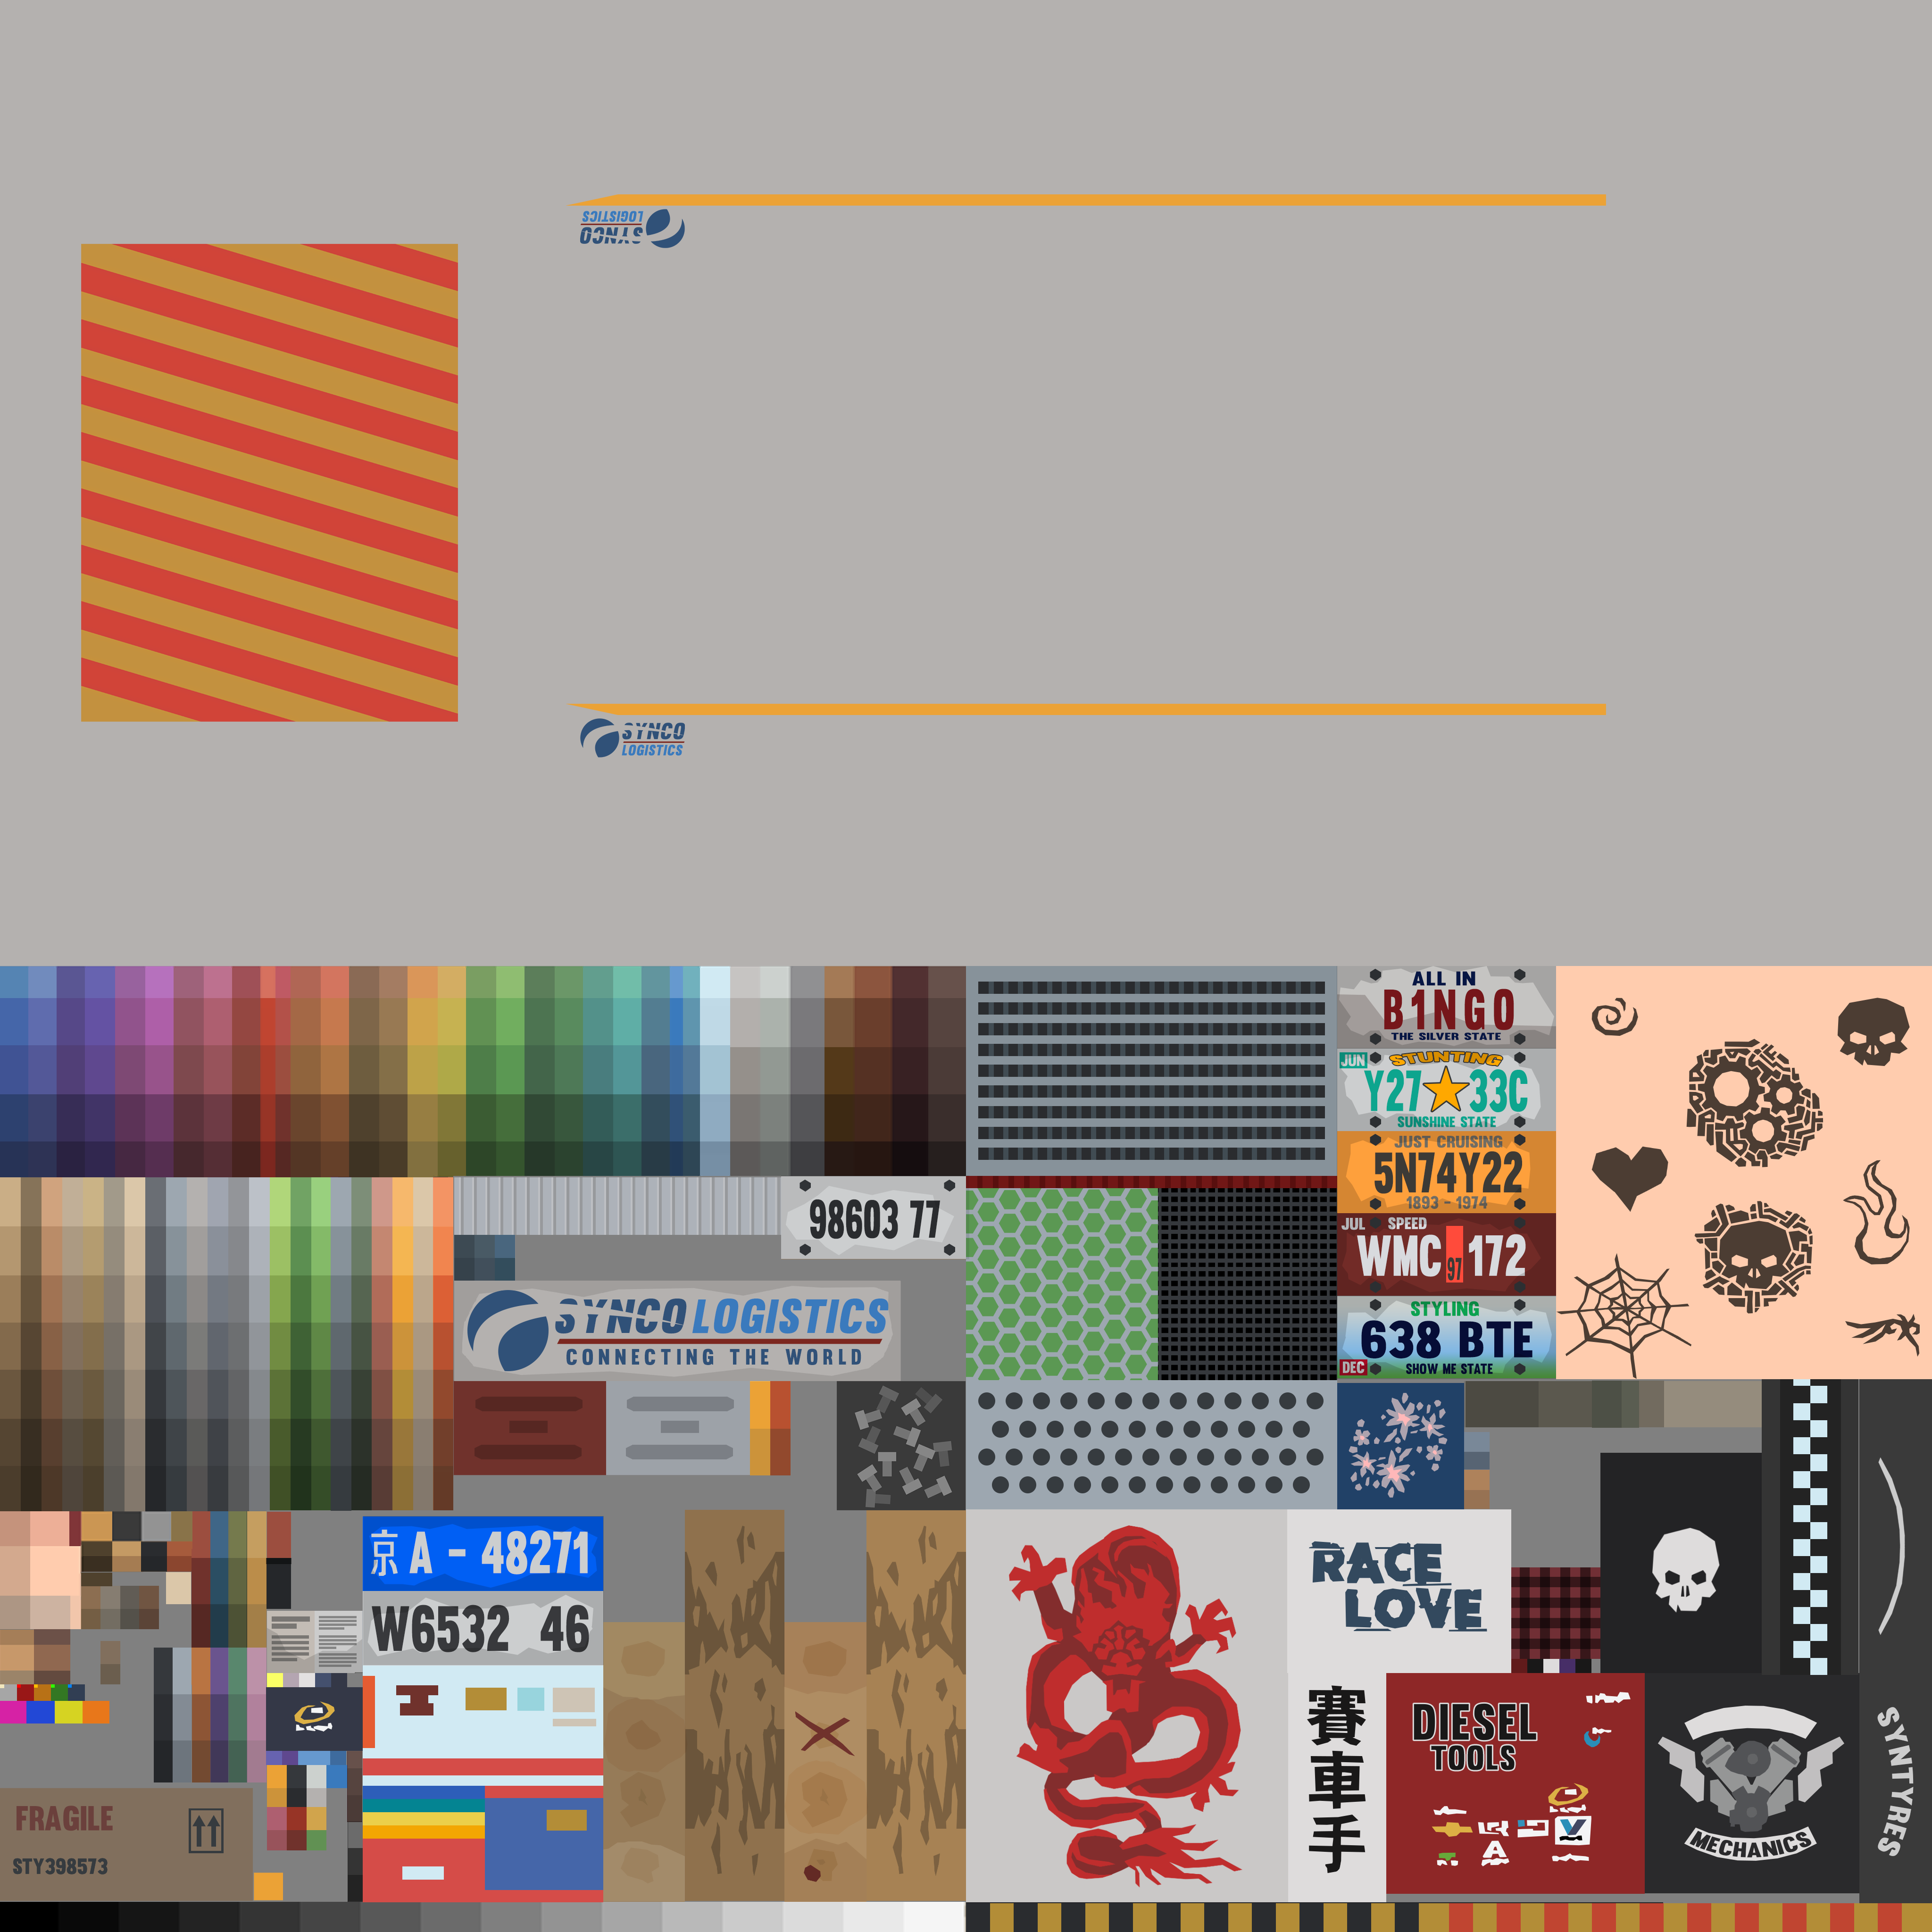 SYNCO
LOGISTICS
SYNCO
LOGISTICS
98603 77
SYNCO LOGISTICS
CONNECTING THE WORLD
ALL IN
B1NGO
THE SILVER STATE
JUN
STUNTING
Y27 33C
SUNSHINE STATE
JUST CRUISING
5N74Y22
1893 - 1974
JUL SPEED
WMC 97 172
STYLING
638 BTE
DEC
SHOW ME STATE
京 A - 48271
W6532 46
FRAGILE
STY398573
RACE
LOVE
賽
車
手
DIESEL
TOOLS
MECHANICS
SYNTYRES